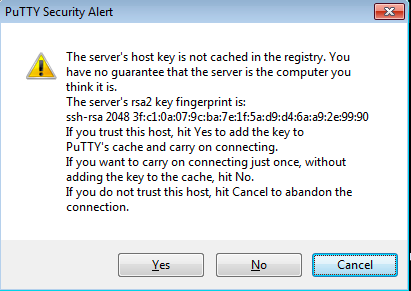 PuTTY Security Alert
The server's host key is not cached in the registry. You
have no guarantee that the server is the computer you
think it is.
The server's rsa2 key fingerprint is:
ssh-rsa 2048 3f:c1:0a:07:9c:ba:7e:1f:5a:d9:d4:6a:a9:2e:99:90
If you trust this host, hit Yes to add the key to
PuTTY's cache and carry on connecting.
If you want to carry on connecting just once, without
adding the key to the cache, hit No.
If you do not trust this host, hit Cancel to abandon the
connection.
Yes No Cancel